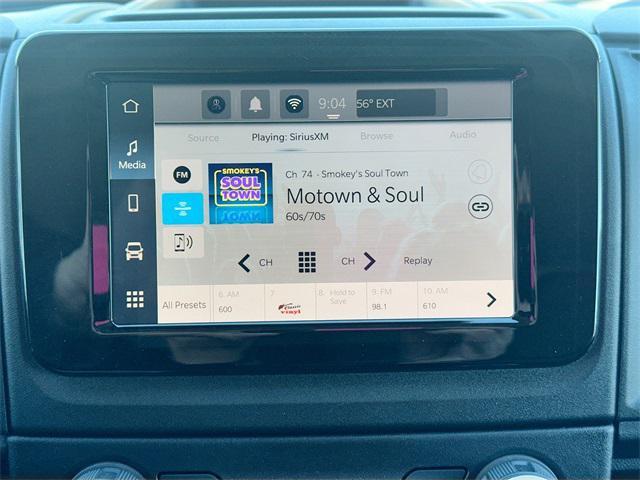 9:04 56° EXT
Source Playing: SiriusXM Browse Audio
Media
FM
SMOKEY'S
SOUL
TOWN
Ch 74 - Smokey's Soul Town
Motown & Soul
60s/70s
CH CH Replay
All Presets
6. AM
600
7
vinyl
8. Hold to
Save
9. FM
98.1
10. AM
610